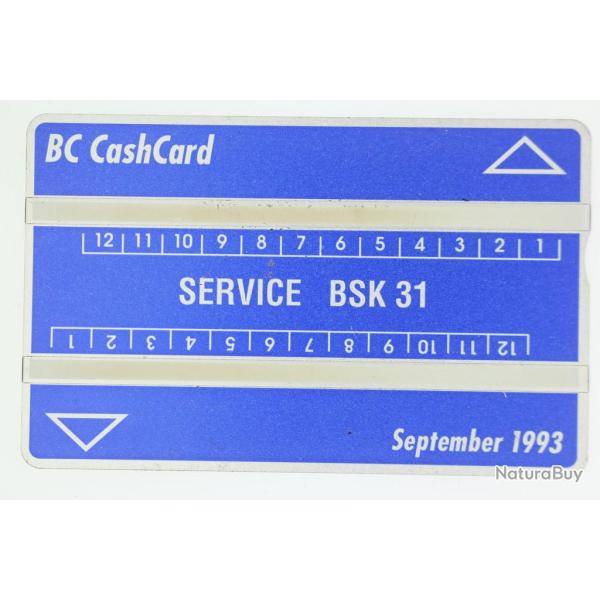 BC CashCard
12 11 10 9 8 7 6 5 4 3 2 1
SERVICE BSK 31
12 11 10 9 8 7 6 5 4 3 2 1
September 1993
NaturaBuy